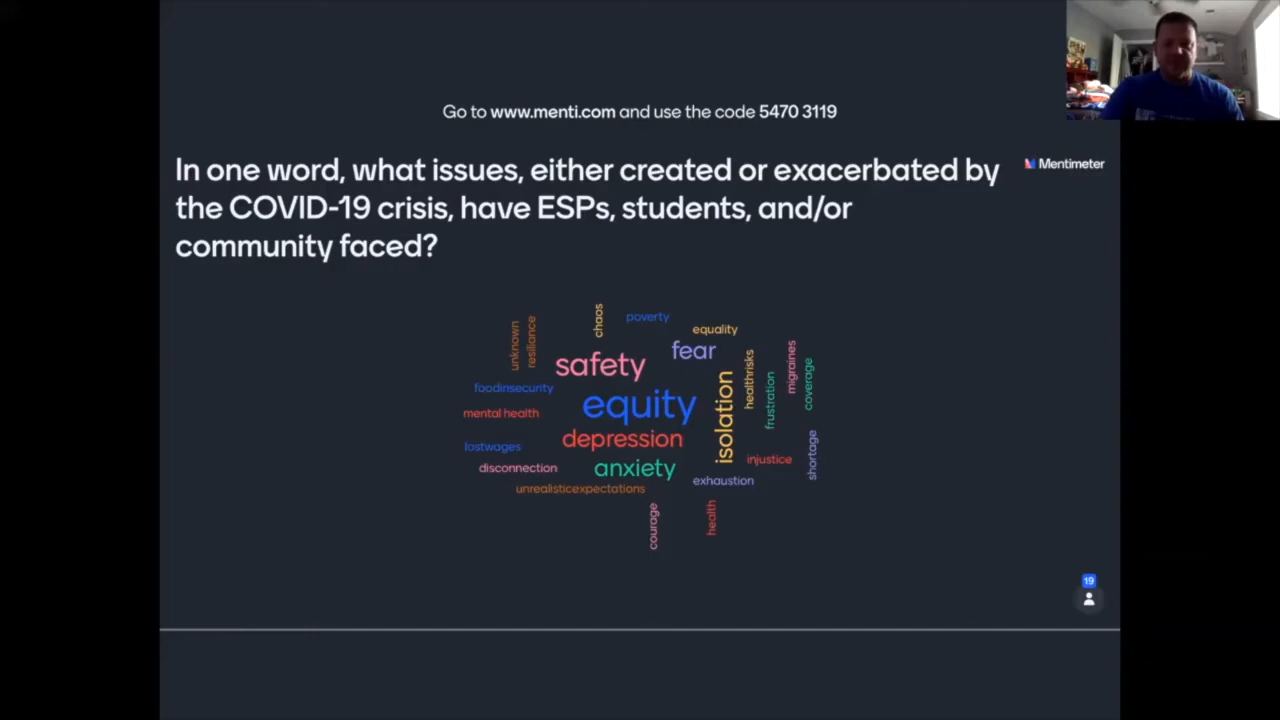 Go to www.menti.com and use the code 5470 3119
Mentimeter
In one word, what issues, either created or exacerbated by
the COVID-19 crisis, have ESPs, students, and/or
community faced?
unknown
resiliance
chaos
poverty
equality
safety
fear
foodinsecurity
equity
isolation
healthrisks
frustration
migraines
coverage
mental health
depression
lostwages
anxiety
injustice
shortage
disconnection
exhaustion
unrealisticexpectations
courage
health
19